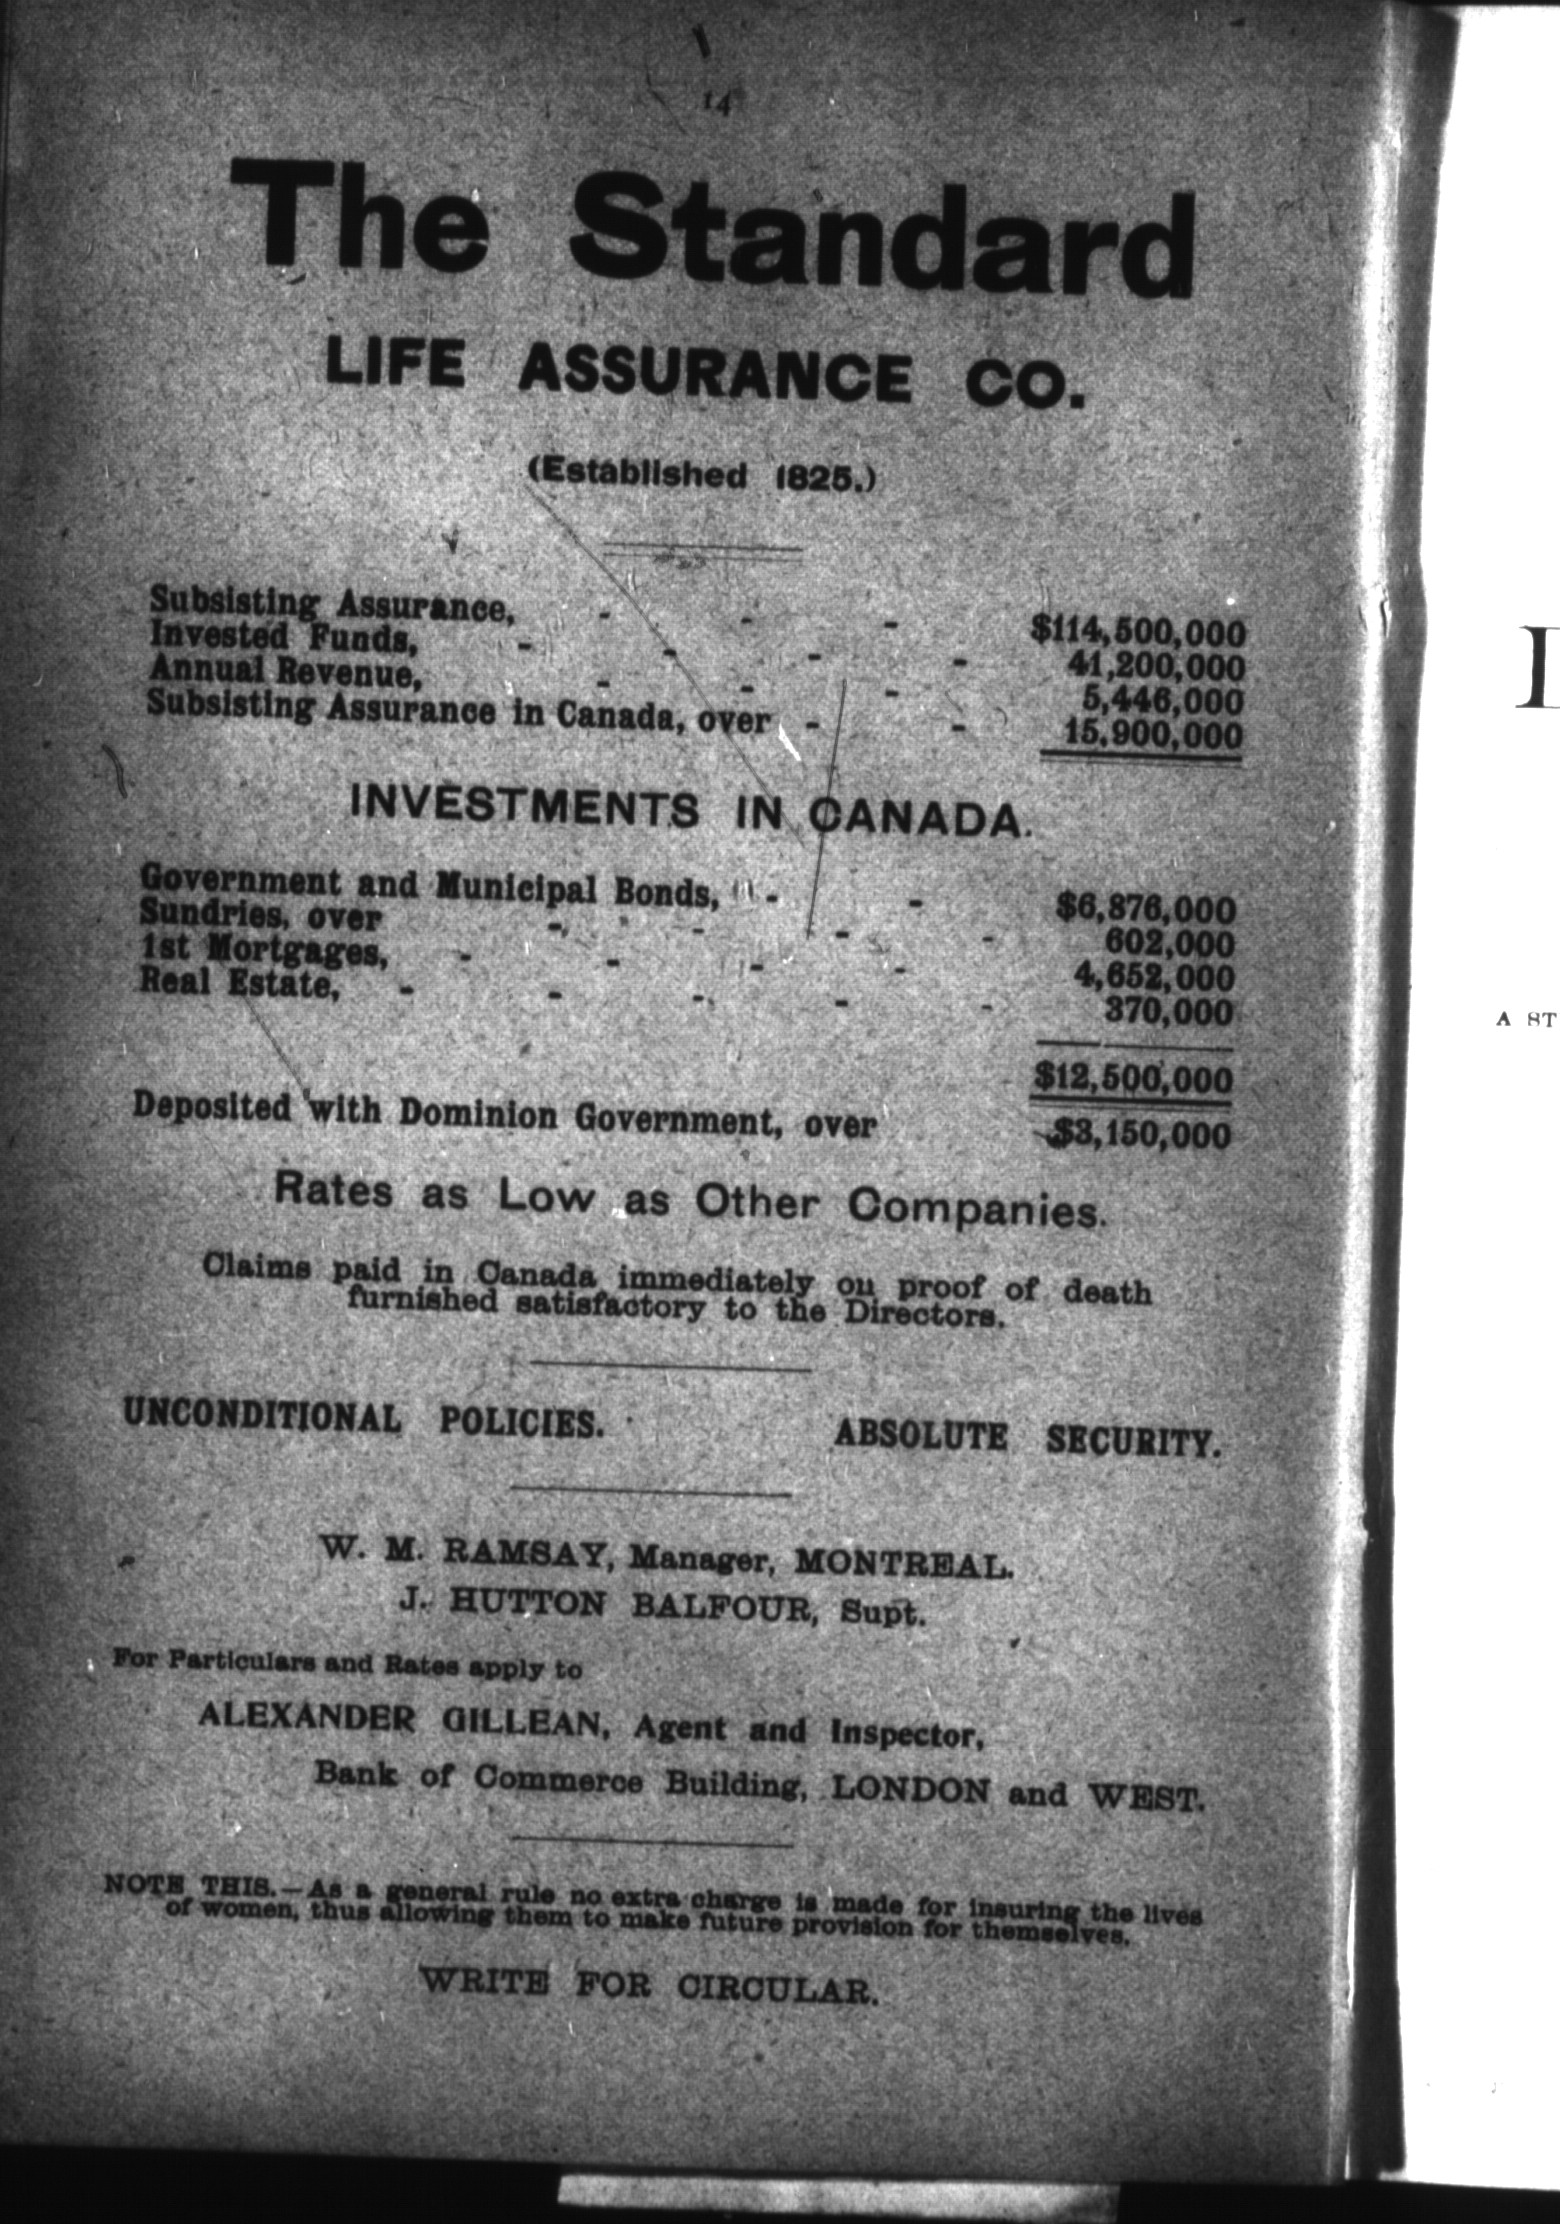 14
The Standard
LIFE ASSURANCE CO.
(Established 1825.)
Subsisting Assurance, - - - $114,500,000
Invested Funds, - - - - 41,200,000
Annual Revenue, - - - 5,446,000
Subsisting Assurance in Canada, over - - 15,900,000
INVESTMENTS IN CANADA.
Government and Municipal Bonds, - - $6,876,000
Sundries, over - - - - 602,000
1st Mortgages, - - - - 4,652,000
Real Estate, - - - - - 370,000
$12,500,000
Deposited with Dominion Government, over $3,150,000
Rates as Low as Other Companies.
Claims paid in Canada immediately on proof of death
furnished satisfactory to the Directors.
UNCONDITIONAL POLICIES. ABSOLUTE SECURITY.
W. M. RAMSAY, Manager, MONTREAL.
J. HUTTON BALFOUR, Supt.
For Particulars and Rates apply to
ALEXANDER GILLEAN, Agent and Inspector,
Bank of Commerce Building, LONDON and WEST.
NOTE THIS.—As a general rule no extra charge is made for insuring the lives
of women, thus allowing them to make future provision for themselves.
WRITE FOR CIRCULAR.
A ST